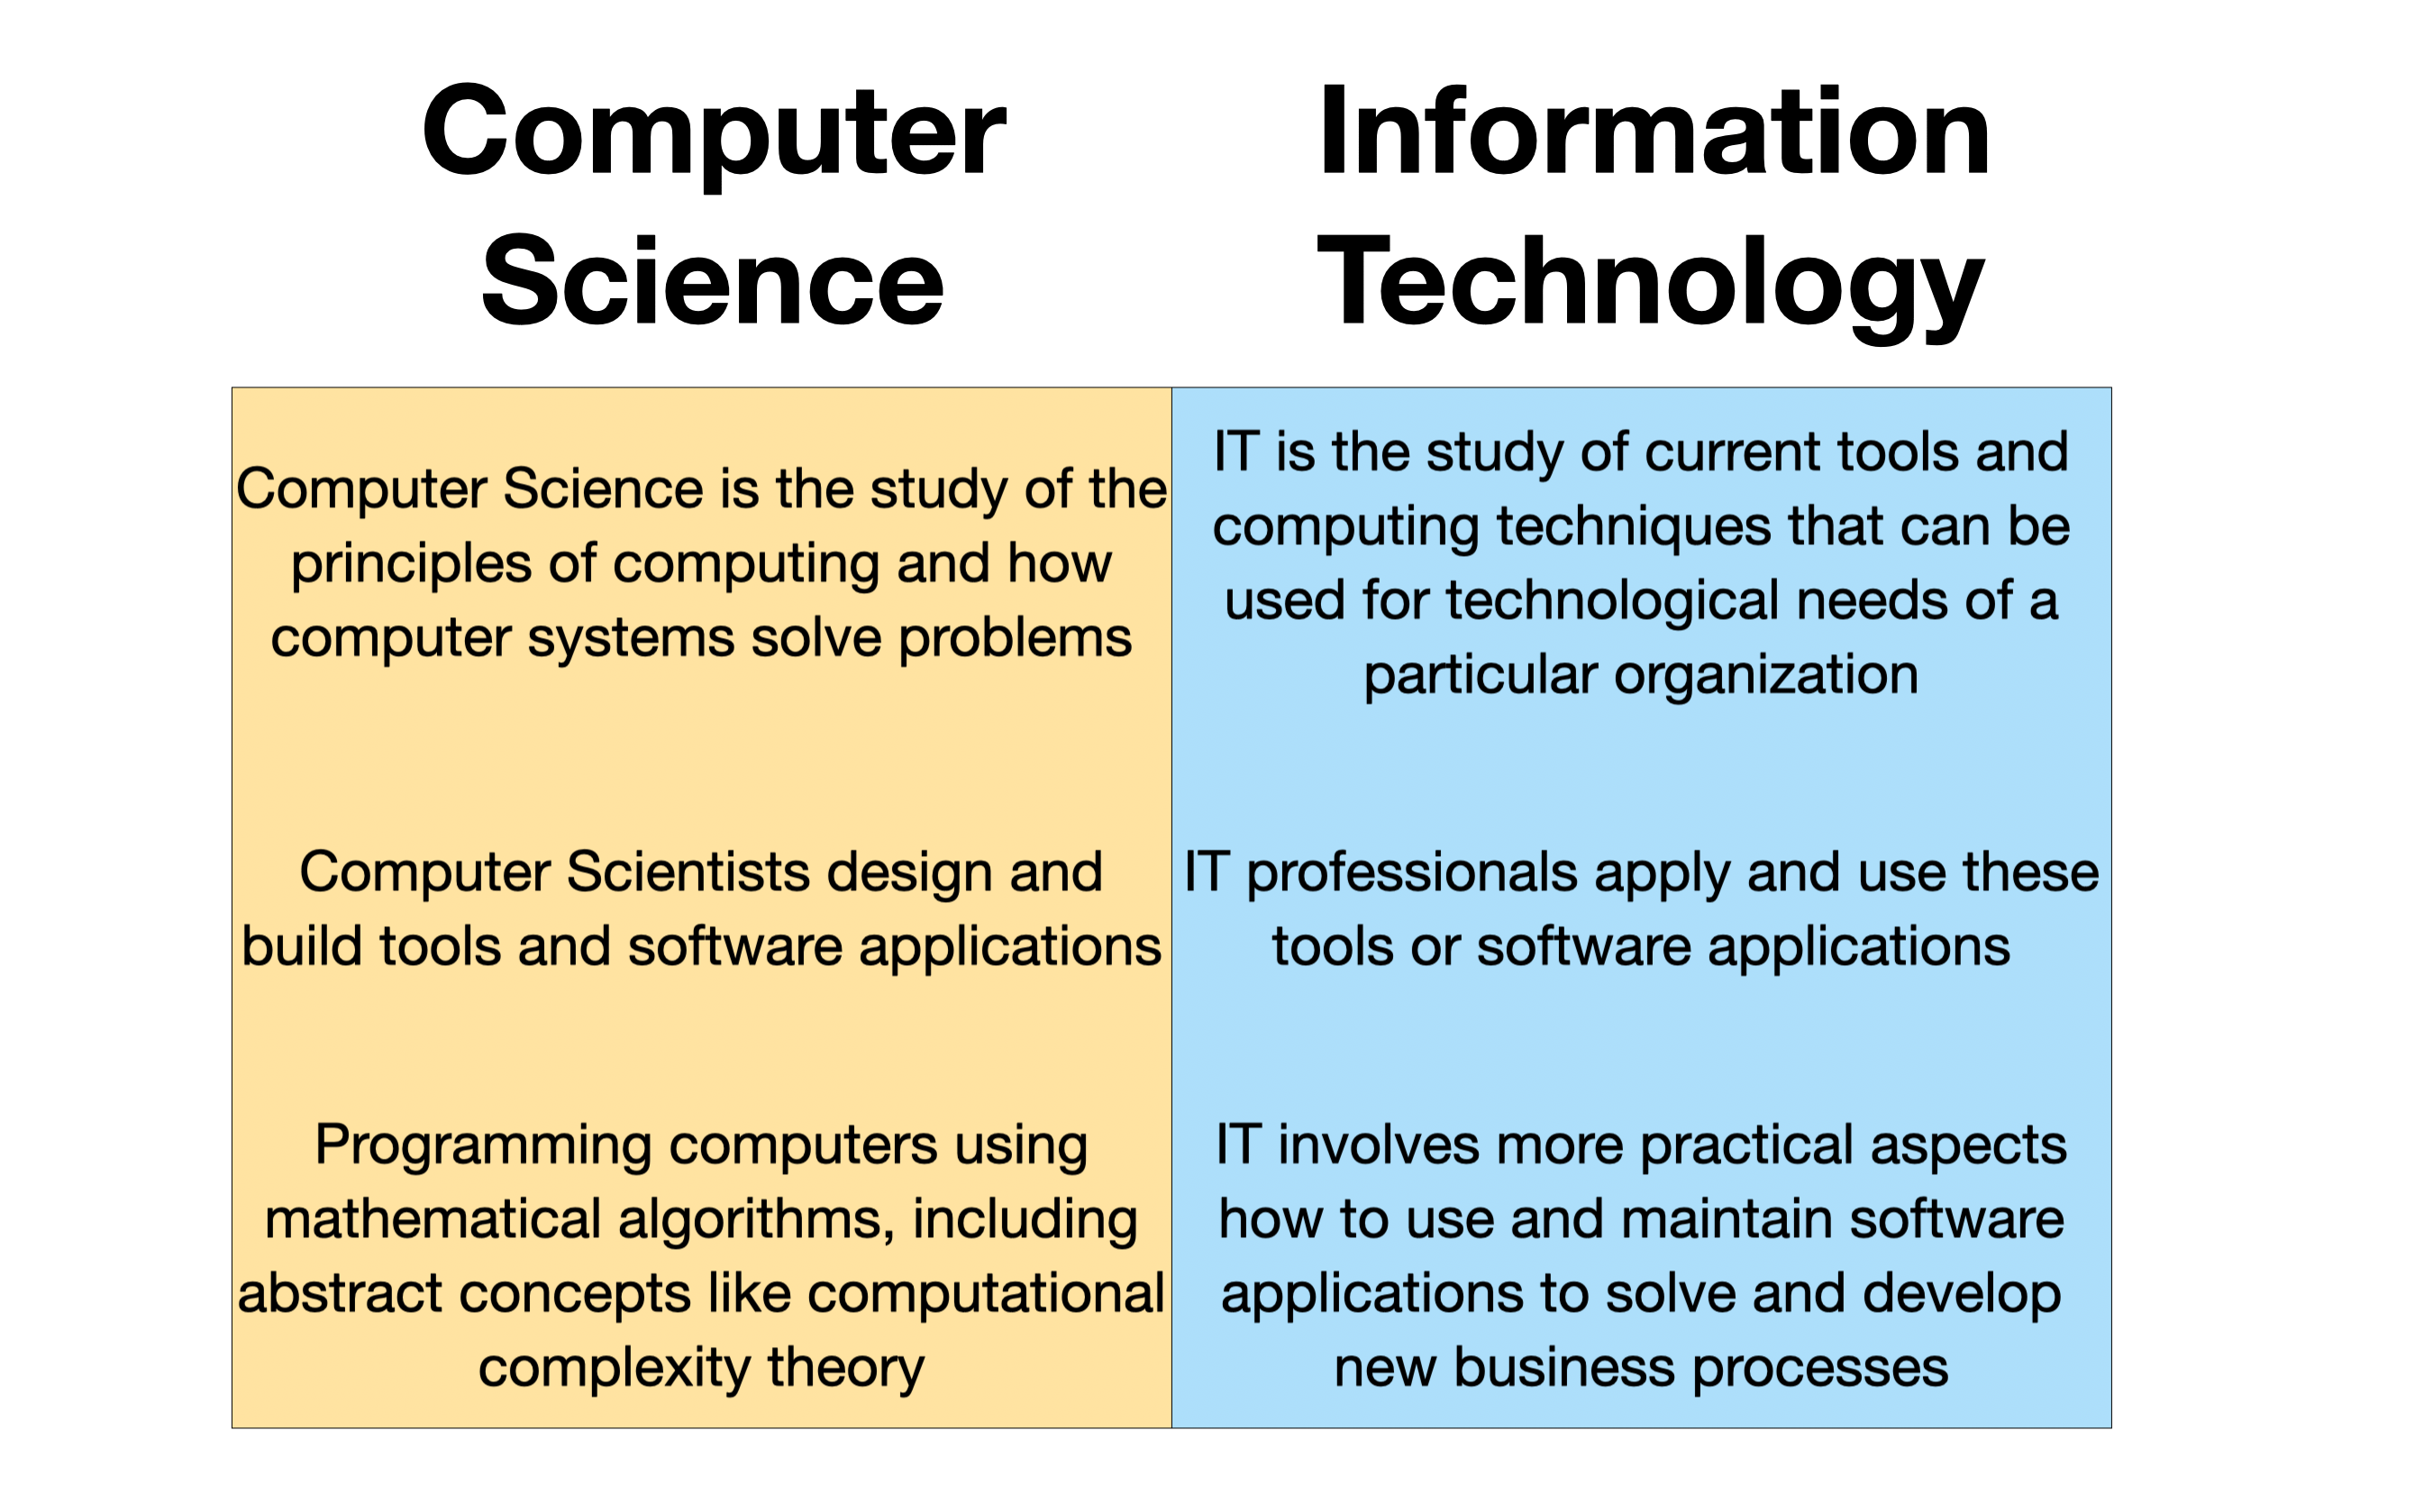 Computer
Science
Information
Technology
Computer Science is the study of the
principles of computing and how
computer systems solve problems
IT is the study of current tools and
computing techniques that can be
used for technological needs of a
particular organization
Computer Scientists design and
build tools and software applications
IT professionals apply and use these
tools or software applications
Programming computers using
mathematical algorithms, including
abstract concepts like computational
complexity theory
IT involves more practical aspects
how to use and maintain software
applications to solve and develop
new business processes